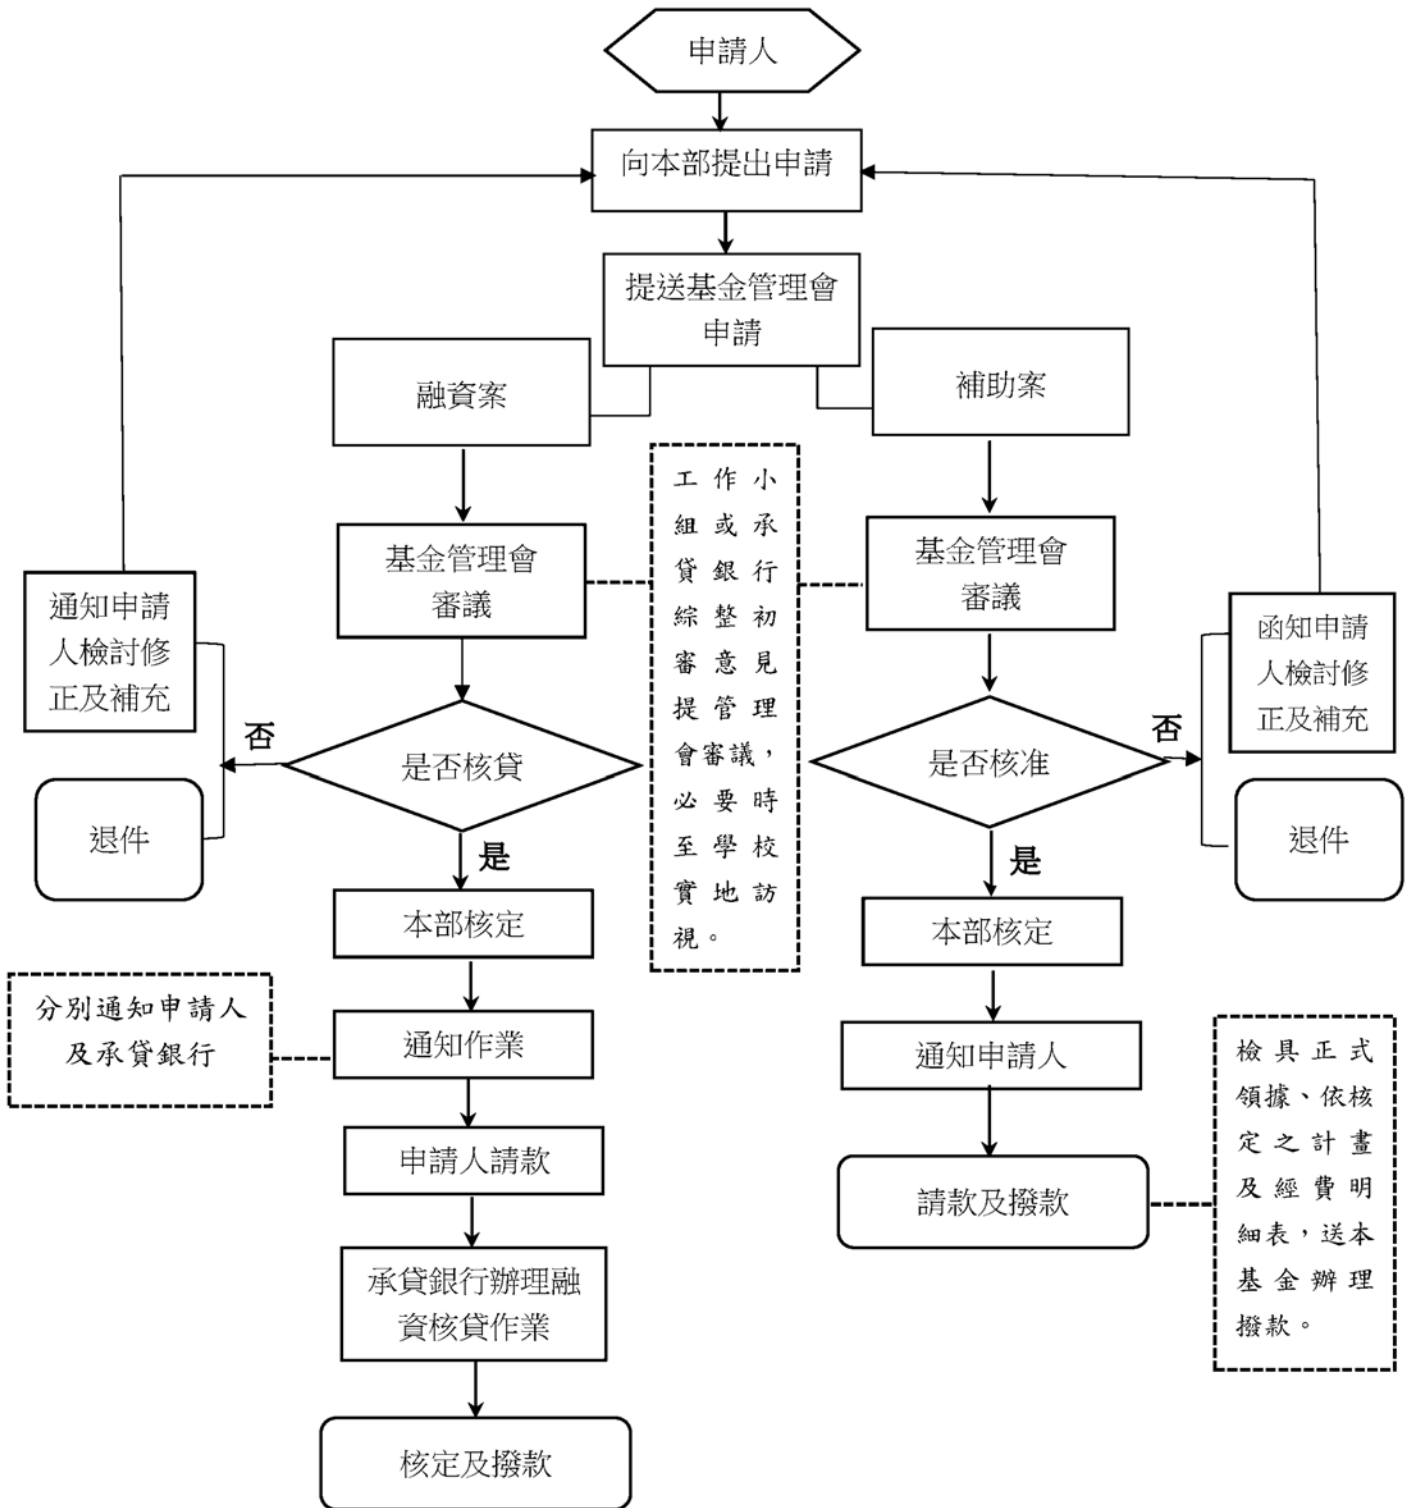 申請人
向本部提出申請
提送基金管理會
申請
融資案
補助案
工作小
組或承
貸銀行
綜整初
審意見
提管理
會審議，
必要時
至學校
實地訪
視。
基金管理會
審議
基金管理會
審議
通知申請
人檢討修
正及補充
函知申請
人檢討修
正及補充
否
是否核貸
是否核准
否
退件
退件
是
是
本部核定
本部核定
分別通知申請人
及承貸銀行
通知作業
通知申請人
檢具正式
領據、依核
定之計畫
及經費明
細表，送本
基金辦理
撥款。
申請人請款
請款及撥款
承貸銀行辦理融
資核貸作業
核定及撥款